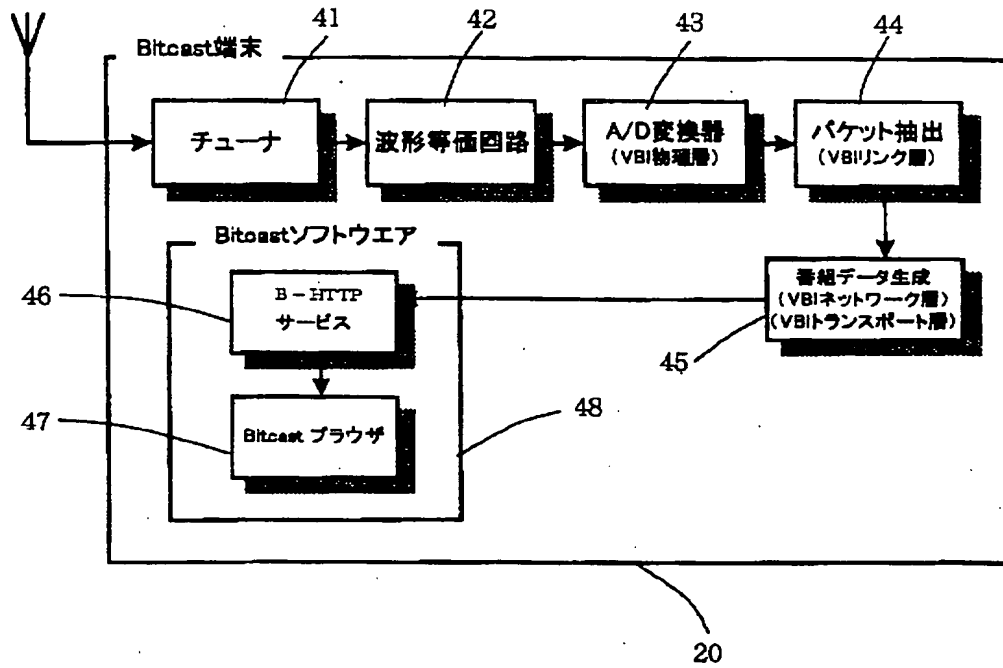 41
42
43
44
Bitcast端末
チューナ
波形等価回路
A/D変換器
(VBI物理層)
パケット抽出
(VBIリンク層)
Bitcastソフトウエア
46
B-HTTP
サービス
番組データ生成
(VBIネットワーク層)
(VBIトランスポート層)
45
47
Bitcast ブラウザ
48
20